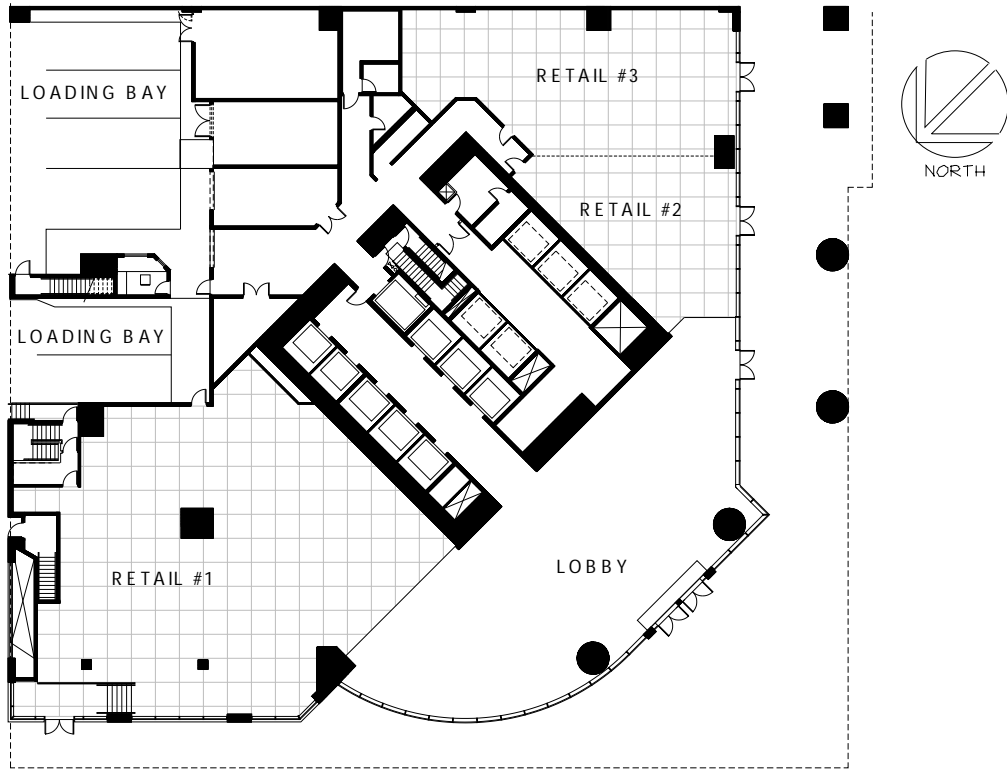 RETAIL #3
LOADING BAY
NORTH
RETAIL #2
LOADING BAY
LOBBY
RETAIL #1